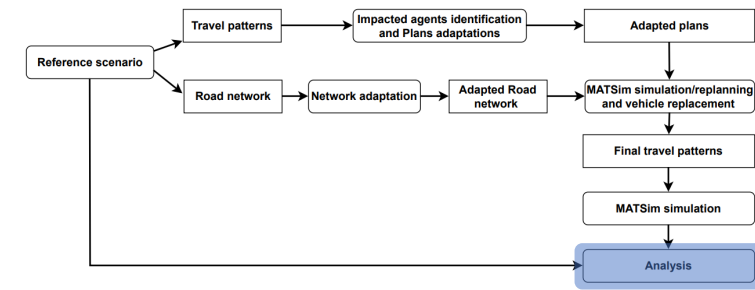 Travel patterns
Impacted agents identification
and Plans adaptations
Adapted plans
Reference scenario
Road network
Network adaptation
Adapted Road
network
MATSim simulation/replanning
and vehicle replacement
Final travel patterns
MATSim simulation
Analysis